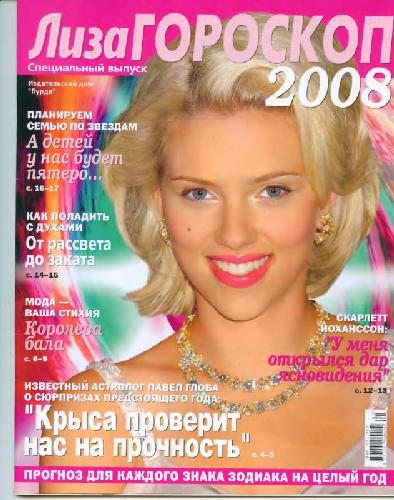 ЛизаГОРОСКОП
Специальный выпуск
2008
Издательский дом
"Бурда"
ПЛАНИРУЕМ
СЕМЬЮ ПО ЗВЕЗДАМ
А детей
у нас будет
пятеро...
с. 16–17
КАК ПОЛАДИТЬ
С ДУХАМИ
От рассвета
до заката
с. 14–15
МОДА —
ВАША СТИХИЯ
Королева
бала
с. 6–9
СКАРЛЕТТ
ЙОХАНССОН:
"У меня
открылся дар
ясновидения"
с. 12–13
ИЗВЕСТНЫЙ АСТРОЛОГ ПАВЕЛ ГЛОБА
О СЮРПРИЗАХ ПРЕДСТОЯЩЕГО ГОДА:
"Крыса проверит
нас на прочность" с. 4–5
ПРОГНОЗ ДЛЯ КАЖДОГО ЗНАКА ЗОДИАКА НА ЦЕЛЫЙ ГОД